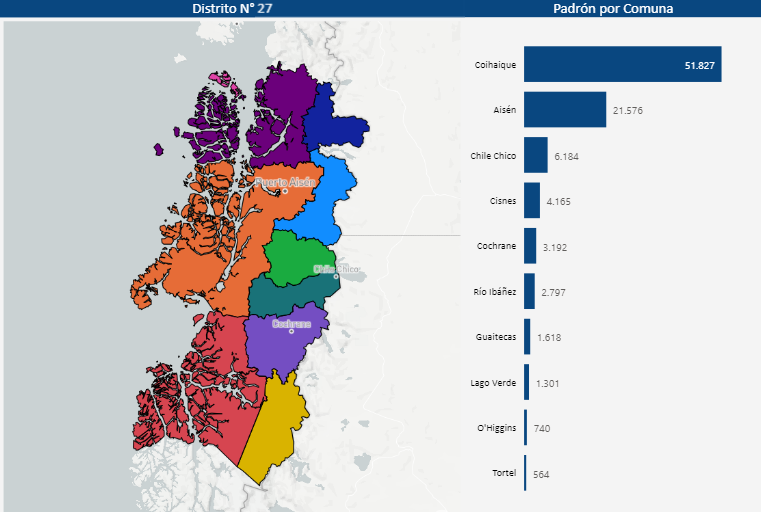 Distrito N° 27
Padrón por Comuna
Puerto Aisén
Chile Chico
Cochrane
Coihaique 51.827
Aisén 21.576
Chile Chico 6.184
Cisnes 4.165
Cochrane 3.192
Río Ibáñez 2.797
Guaitecas 1.618
Lago Verde 1.301
O'Higgins 740
Tortel 564